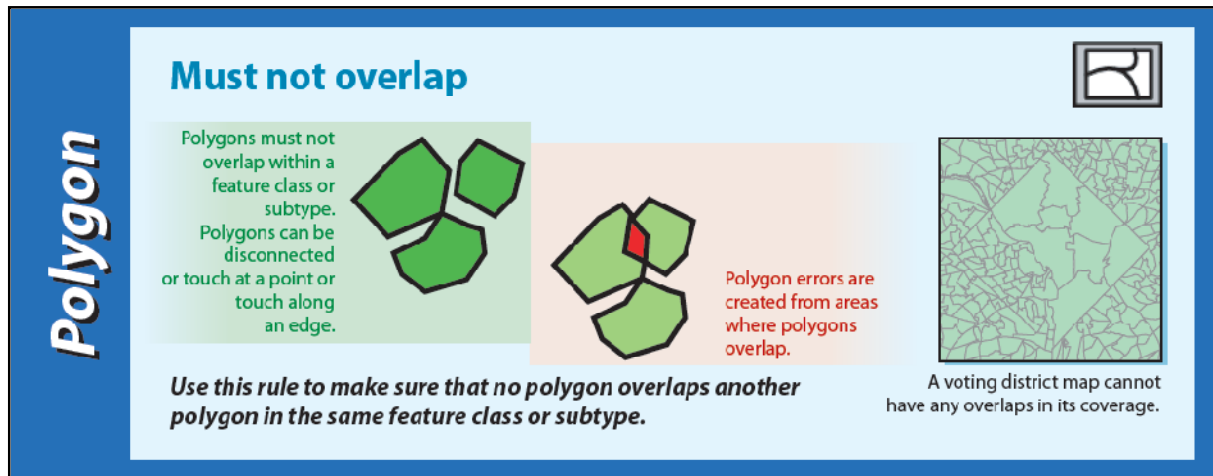 Polygon
Must not overlap
Polygons must not
overlap within a
feature class or
subtype.
Polygons can be
disconnected
or touch at a point or
touch along
an edge.
Polygon errors are
created from areas
where polygons
overlap.
Use this rule to make sure that no polygon overlaps another
polygon in the same feature class or subtype.
A voting district map cannot
have any overlaps in its coverage.